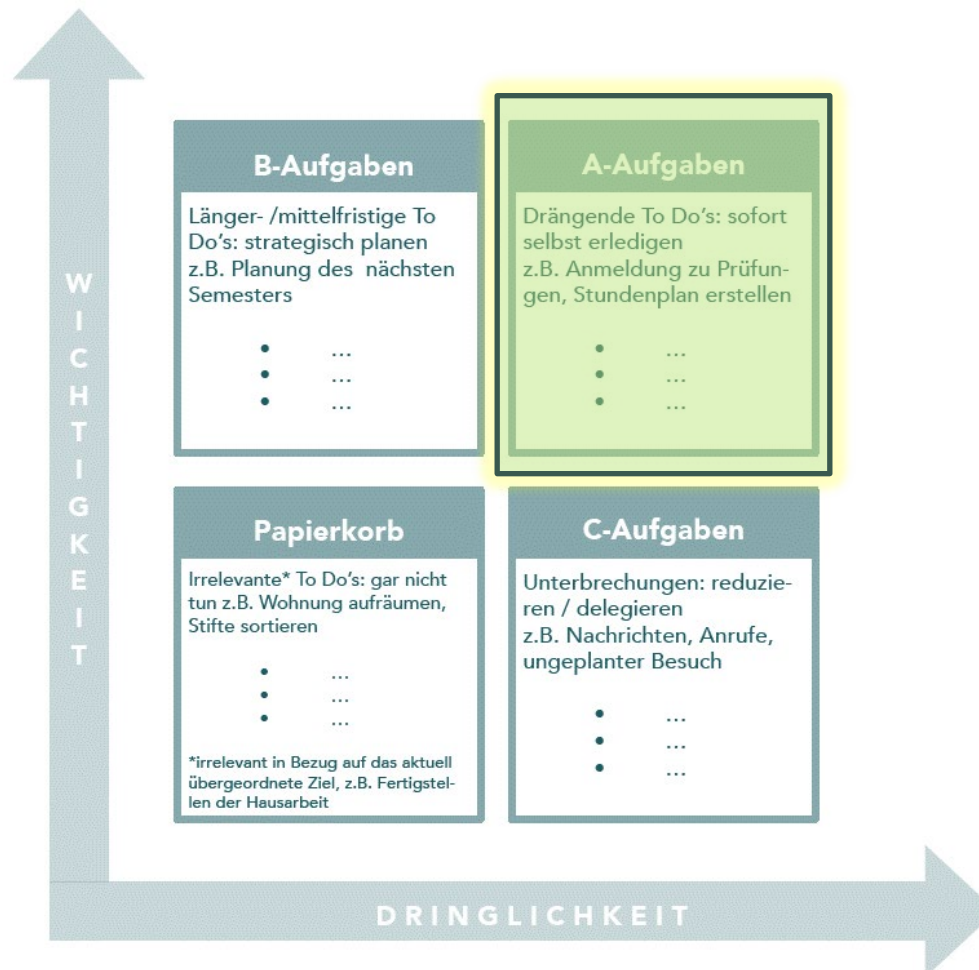 WICHTIGKEIT
B-Aufgaben
Länger- /mittelfristige To
Do's: strategisch planen
z.B. Planung des nächsten
Semesters
• ...
• ...
• ...
A-Aufgaben
Drängende To Do's: sofort
selbst erledigen
z.B. Anmeldung zu Prüfun-
gen, Stundenplan erstellen
• ...
• ...
• ...
Papierkorb
Irrelevante* To Do's: gar nicht
tun z.B. Wohnung aufräumen,
Stifte sortieren
• ...
• ...
• ...
*irrelevant in Bezug auf das aktuell
übergeordnete Ziel, z.B. Fertigstel-
len der Hausarbeit
C-Aufgaben
Unterbrechungen: reduzie-
ren / delegieren
z.B. Nachrichten, Anrufe,
ungeplanter Besuch
• ...
• ...
• ...
DRINGLICHKEIT